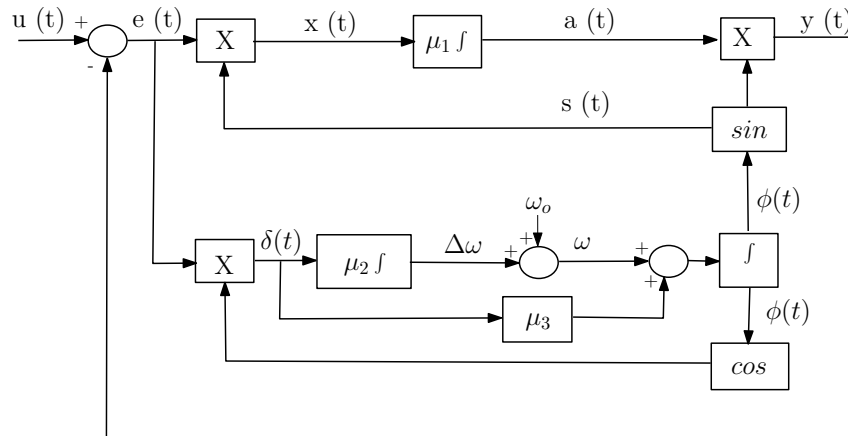 u (t) + e (t) x (t) a (t) y (t)
X μ₁ ∫ X
-
s (t)
sin
ωₒ φ(t)
δ(t) + Δω + ω +
X μ₂ ∫ ∫
+
μ₃ φ(t)
cos